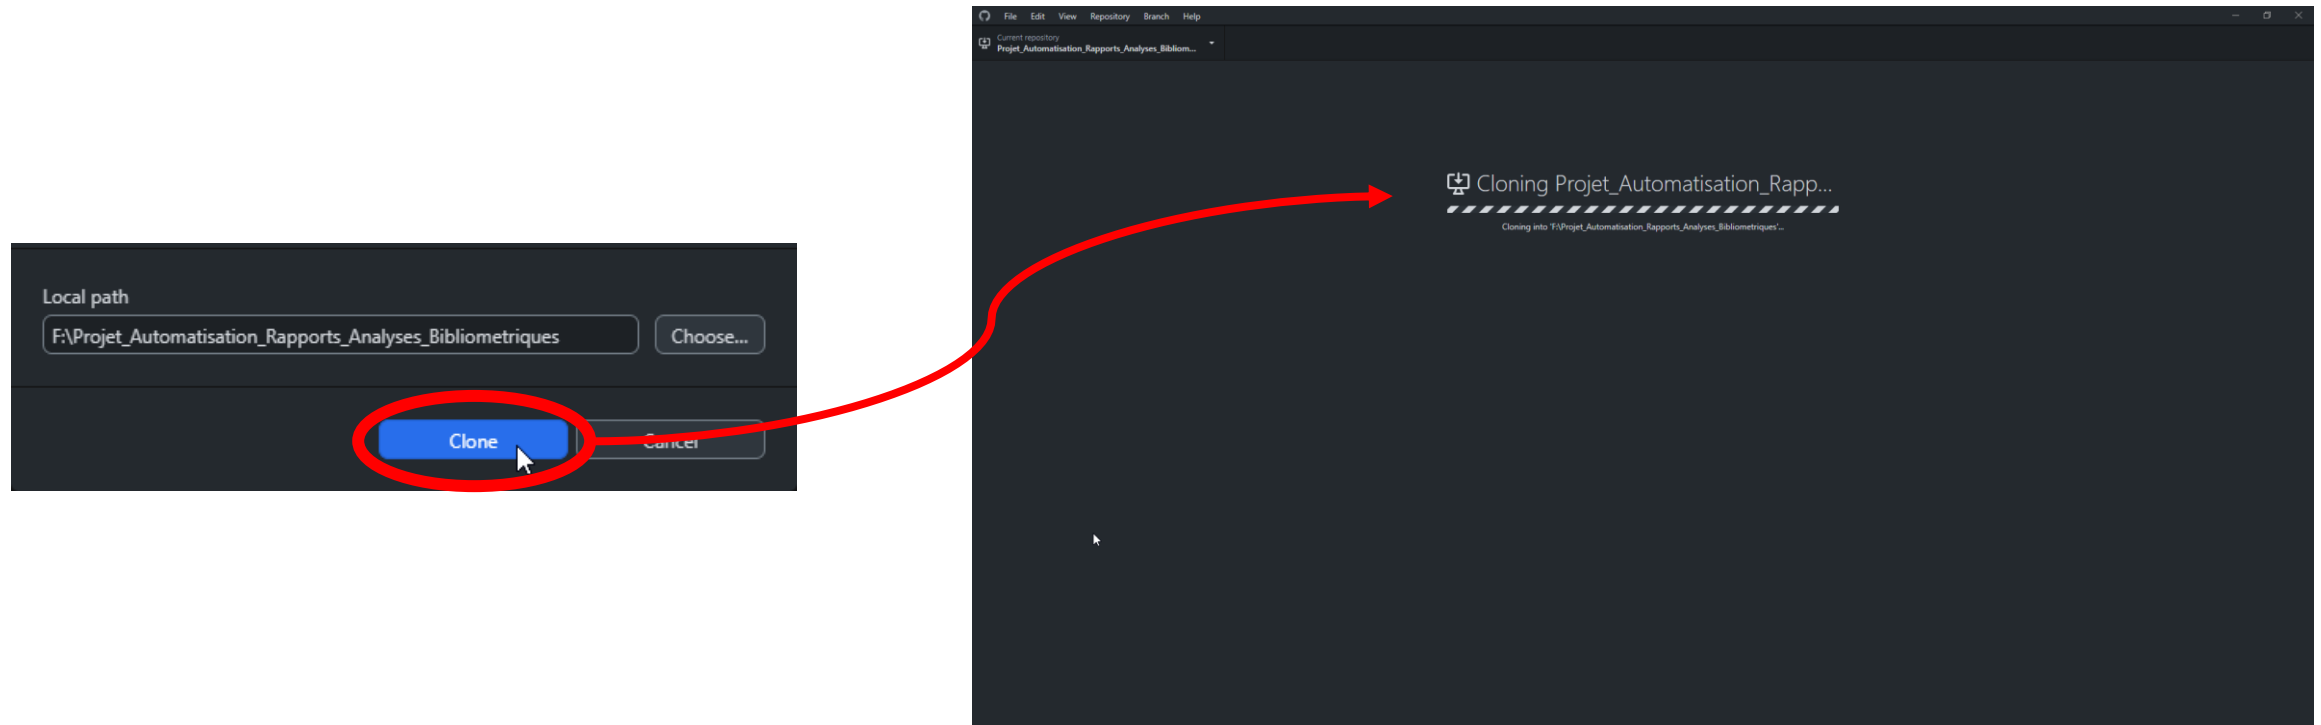 Local path
F:\Projet_Automatisation_Rapports_Analyses_Bibliometriques
Choose...
Clone
Cancel
File Edit View Repository Branch Help
Current repository
Projet_Automatisation_Rapports_Analyses_Bibliom...
Cloning Projet_Automatisation_Rapp...
Cloning into 'F:\Projet_Automatisation_Rapports_Analyses_Bibliometriques'...